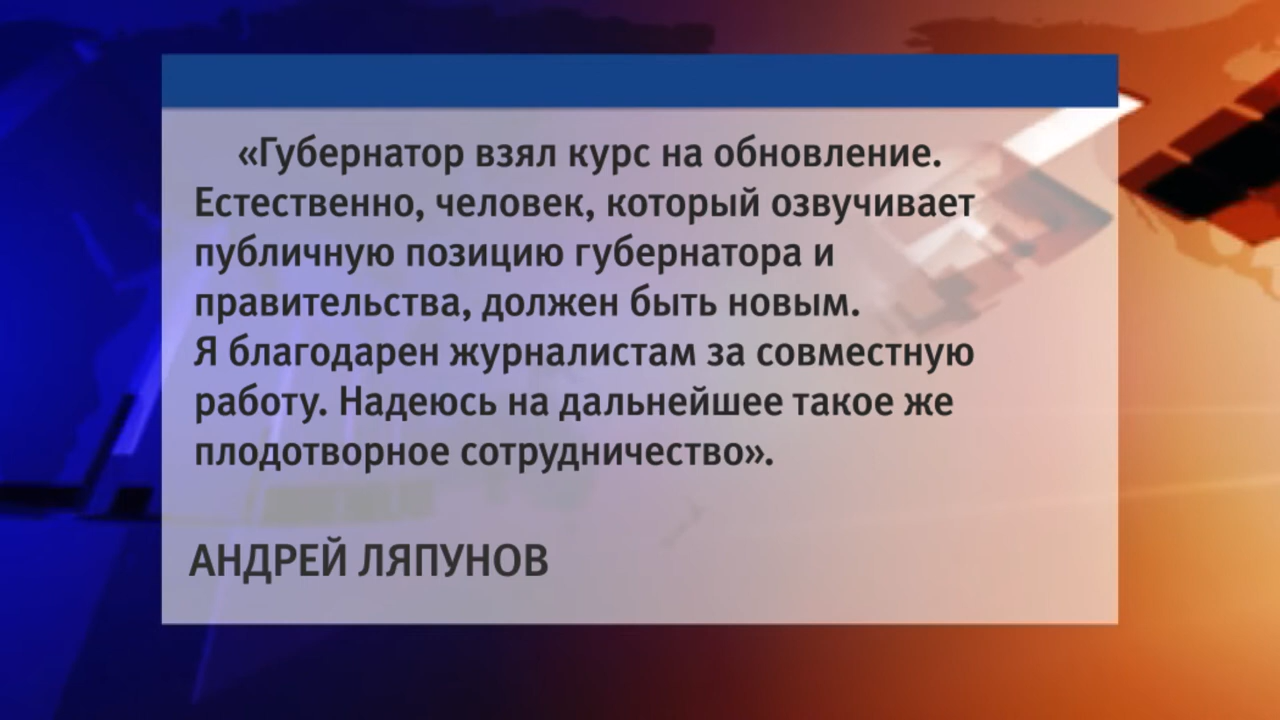 «Губернатор взял курс на обновление.
Естественно, человек, который озвучивает
публичную позицию губернатора и
правительства, должен быть новым.
Я благодарен журналистам за совместную
работу. Надеюсь на дальнейшее такое же
плодотворное сотрудничество».
АНДРЕЙ ЛЯПУНОВ